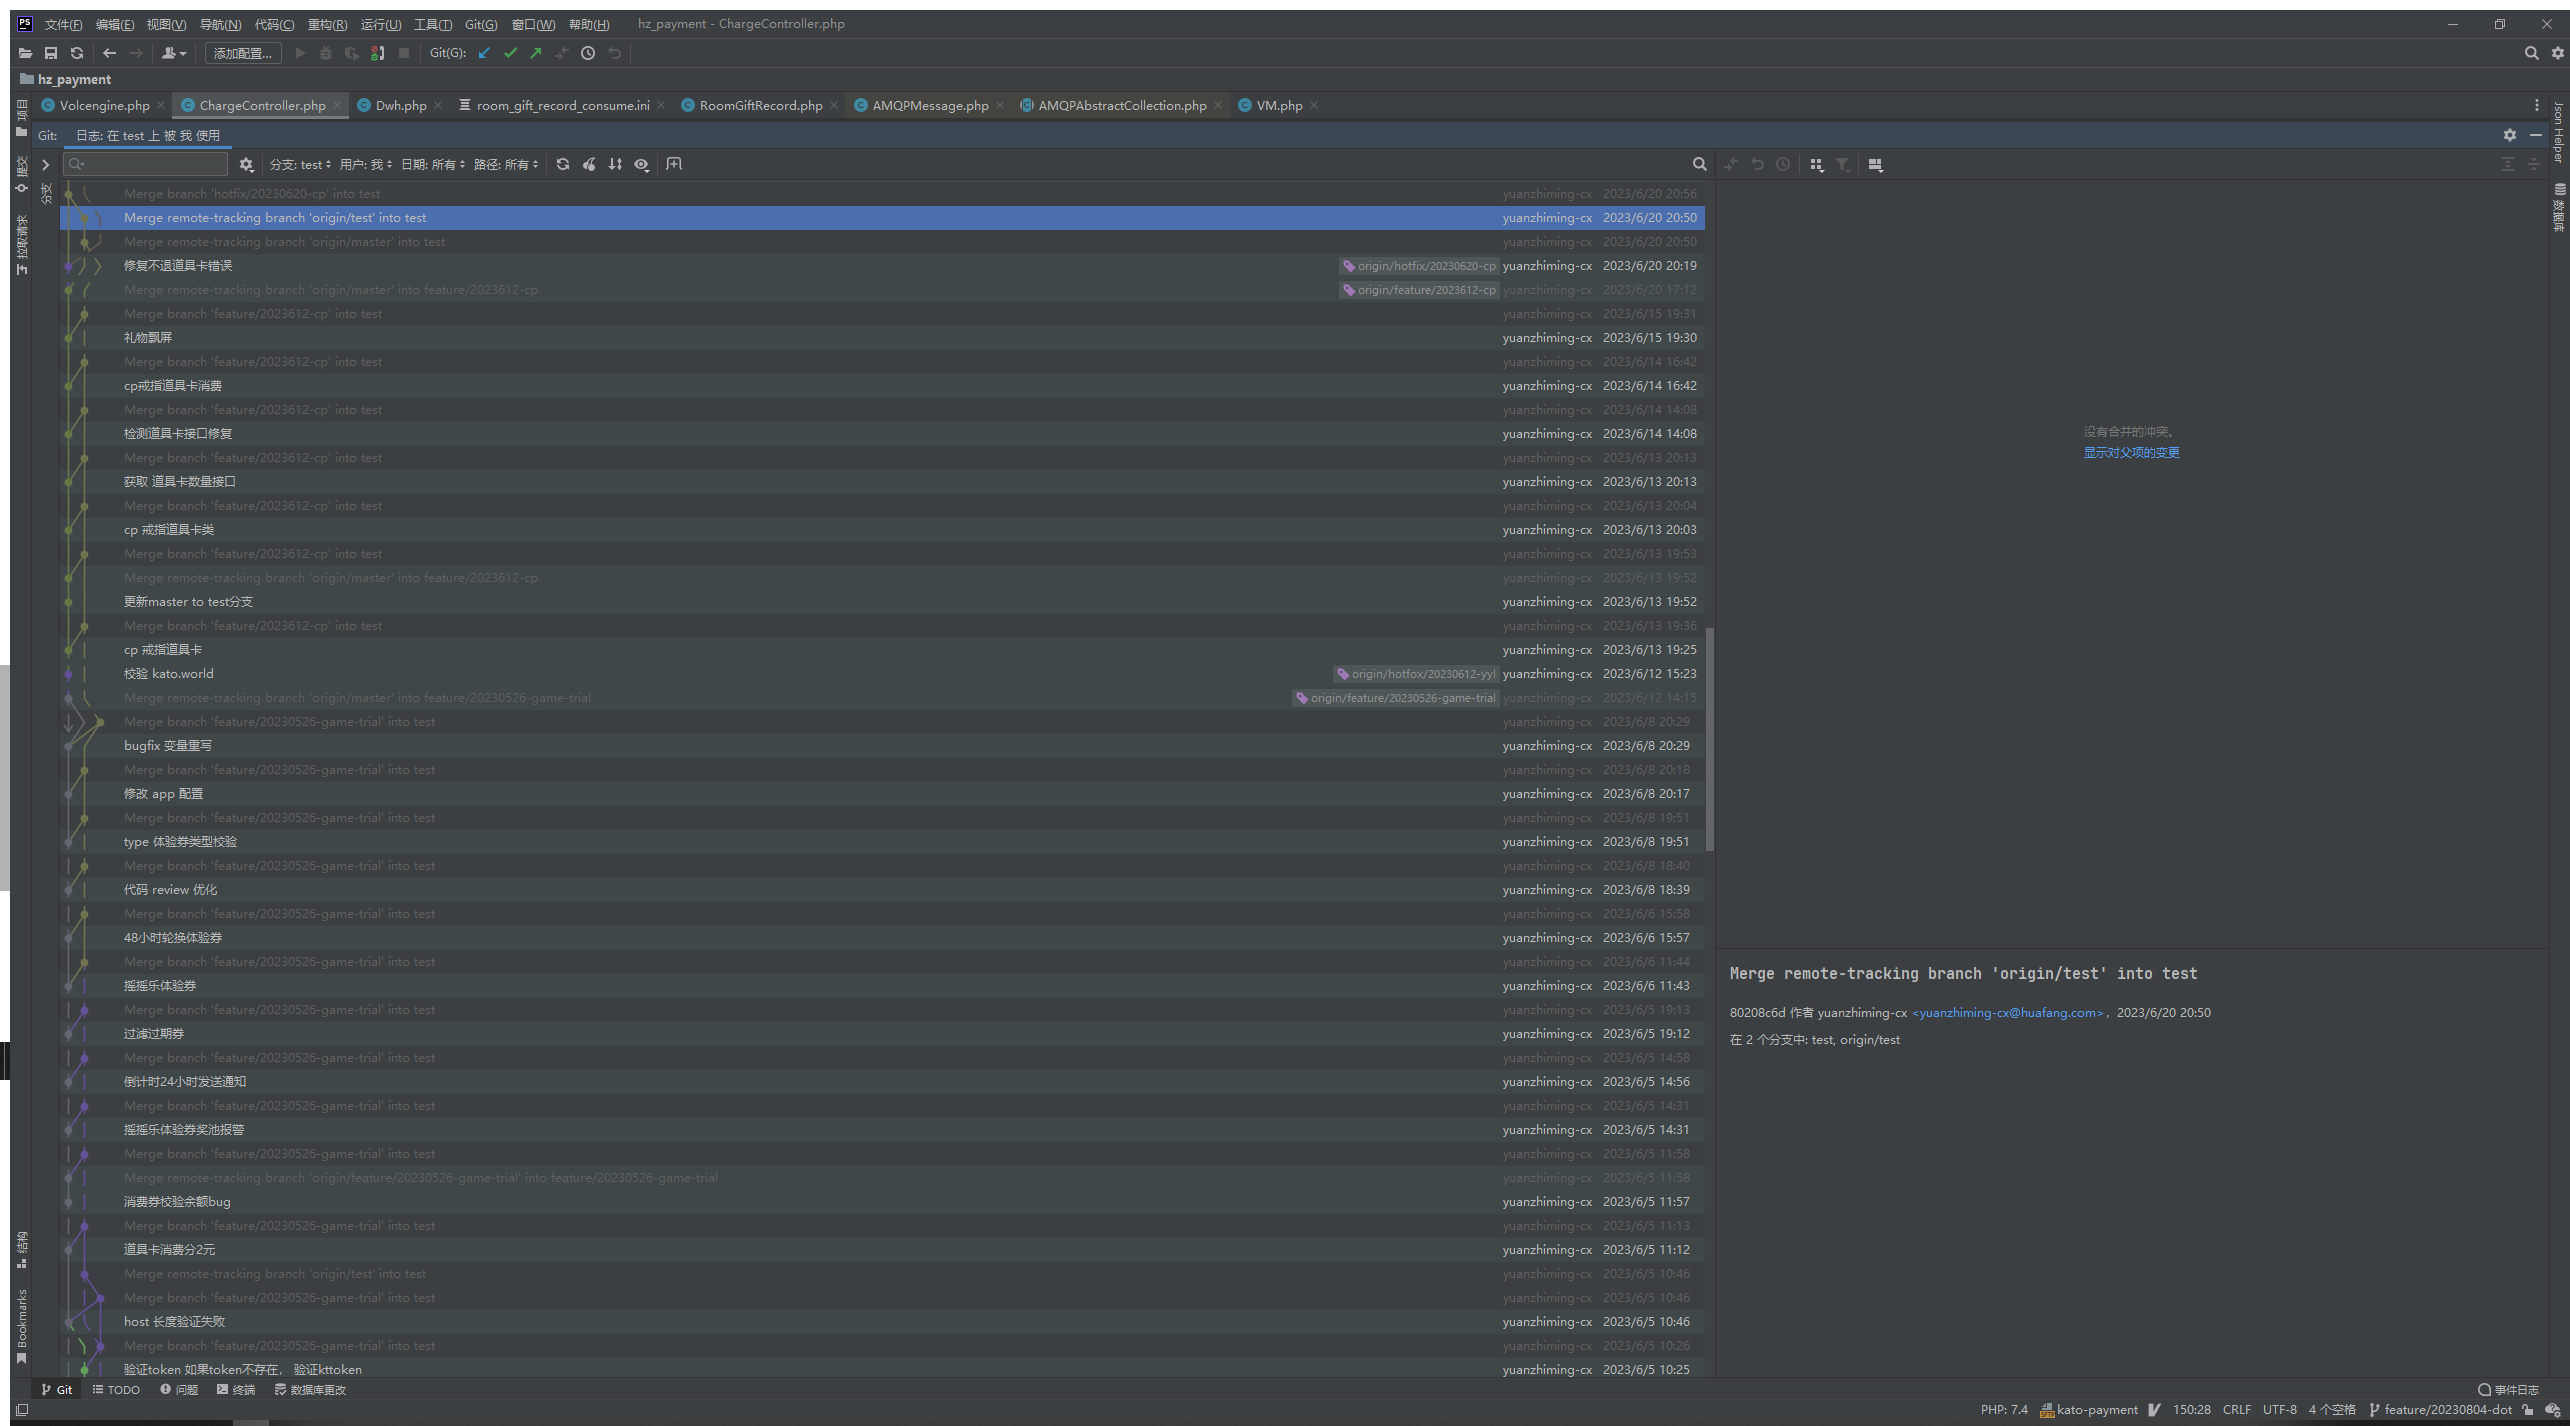 文件(F) 编辑(E) 视图(V) 导航(N) 代码(C) 重构(R) 运行(U) 工具(T) Git(G) 窗口(W) 帮助(H) hz_payment - ChargeController.php
添加配置... Git(G):
hz_payment
Volcengine.php ChargeController.php Dwh.php room_gift_record_consume.ini RoomGiftRecord.php AMQPMessage.php AMQPAbstractCollection.php VM.php
Git: 日志: 在 test 上 被 我 使用
分支: test 用户: 我 日期: 所有 路径: 所有
项目
提交
拉取请求
分支
结构
Bookmarks
Json Helper
数据库
Merge branch 'hotfix/20230620-cp' into test yuanzhiming-cx 2023/6/20 20:56
Merge remote-tracking branch 'origin/test' into test yuanzhiming-cx 2023/6/20 20:50
Merge remote-tracking branch 'origin/master' into test yuanzhiming-cx 2023/6/20 20:50
修复不退道具卡错误 origin/hotfix/20230620-cp yuanzhiming-cx 2023/6/20 20:19
Merge remote-tracking branch 'origin/master' into feature/2023612-cp origin/feature/2023612-cp yuanzhiming-cx 2023/6/20 17:12
Merge branch 'feature/2023612-cp' into test yuanzhiming-cx 2023/6/15 19:31
礼物飘屏 yuanzhiming-cx 2023/6/15 19:30
Merge branch 'feature/2023612-cp' into test yuanzhiming-cx 2023/6/14 16:42
cp戒指道具卡消费 yuanzhiming-cx 2023/6/14 16:42
Merge branch 'feature/2023612-cp' into test yuanzhiming-cx 2023/6/14 14:08
检测道具卡接口修复 yuanzhiming-cx 2023/6/14 14:08
Merge branch 'feature/2023612-cp' into test yuanzhiming-cx 2023/6/13 20:13
获取 道具卡数量接口 yuanzhiming-cx 2023/6/13 20:13
Merge branch 'feature/2023612-cp' into test yuanzhiming-cx 2023/6/13 20:04
cp 戒指道具卡类 yuanzhiming-cx 2023/6/13 20:03
Merge branch 'feature/2023612-cp' into test yuanzhiming-cx 2023/6/13 19:53
Merge remote-tracking branch 'origin/master' into feature/2023612-cp yuanzhiming-cx 2023/6/13 19:52
更新master to test分支 yuanzhiming-cx 2023/6/13 19:52
Merge branch 'feature/2023612-cp' into test yuanzhiming-cx 2023/6/13 19:36
cp 戒指道具卡 yuanzhiming-cx 2023/6/13 19:25
校验 kato.world origin/hotfox/20230612-yyl yuanzhiming-cx 2023/6/12 15:23
Merge remote-tracking branch 'origin/master' into feature/20230526-game-trial origin/feature/20230526-game-trial yuanzhiming-cx 2023/6/12 14:15
Merge branch 'feature/20230526-game-trial' into test yuanzhiming-cx 2023/6/8 20:29
bugfix 变量重写 yuanzhiming-cx 2023/6/8 20:29
Merge branch 'feature/20230526-game-trial' into test yuanzhiming-cx 2023/6/8 20:18
修改 app 配置 yuanzhiming-cx 2023/6/8 20:17
Merge branch 'feature/20230526-game-trial' into test yuanzhiming-cx 2023/6/8 19:51
type 体验券类型校验 yuanzhiming-cx 2023/6/8 19:51
Merge branch 'feature/20230526-game-trial' into test yuanzhiming-cx 2023/6/8 18:40
代码 review 优化 yuanzhiming-cx 2023/6/8 18:39
Merge branch 'feature/20230526-game-trial' into test yuanzhiming-cx 2023/6/6 15:58
48小时轮换体验券 yuanzhiming-cx 2023/6/6 15:57
Merge branch 'feature/20230526-game-trial' into test yuanzhiming-cx 2023/6/6 11:44
摇摇乐体验券 yuanzhiming-cx 2023/6/6 11:43
Merge branch 'feature/20230526-game-trial' into test yuanzhiming-cx 2023/6/5 19:13
过滤过期券 yuanzhiming-cx 2023/6/5 19:12
Merge branch 'feature/20230526-game-trial' into test yuanzhiming-cx 2023/6/5 14:58
倒计时24小时发送通知 yuanzhiming-cx 2023/6/5 14:56
Merge branch 'feature/20230526-game-trial' into test yuanzhiming-cx 2023/6/5 14:31
摇摇乐体验券奖池报警 yuanzhiming-cx 2023/6/5 14:31
Merge branch 'feature/20230526-game-trial' into test yuanzhiming-cx 2023/6/5 11:58
Merge remote-tracking branch 'origin/feature/20230526-game-trial' into feature/20230526-game-trial yuanzhiming-cx 2023/6/5 11:58
消费券校验余额bug yuanzhiming-cx 2023/6/5 11:57
Merge branch 'feature/20230526-game-trial' into test yuanzhiming-cx 2023/6/5 11:13
道具卡消费分2元 yuanzhiming-cx 2023/6/5 11:12
Merge remote-tracking branch 'origin/test' into test yuanzhiming-cx 2023/6/5 10:46
Merge branch 'feature/20230526-game-trial' into test yuanzhiming-cx 2023/6/5 10:46
host 长度验证失败 yuanzhiming-cx 2023/6/5 10:46
Merge branch 'feature/20230526-game-trial' into test yuanzhiming-cx 2023/6/5 10:26
验证token 如果token不存在， 验证kttoken yuanzhiming-cx 2023/6/5 10:25
没有合并的冲突。
显示对父项的变更
Merge remote-tracking branch 'origin/test' into test
80208c6d 作者 yuanzhiming-cx <yuanzhiming-cx@huafang.com>，2023/6/20 20:50
在 2 个分支中: test, origin/test
Git TODO 问题 终端 数据库更改 事件日志
PHP: 7.4 kato-payment 150:28 CRLF UTF-8 4 个空格 feature/20230804-dot